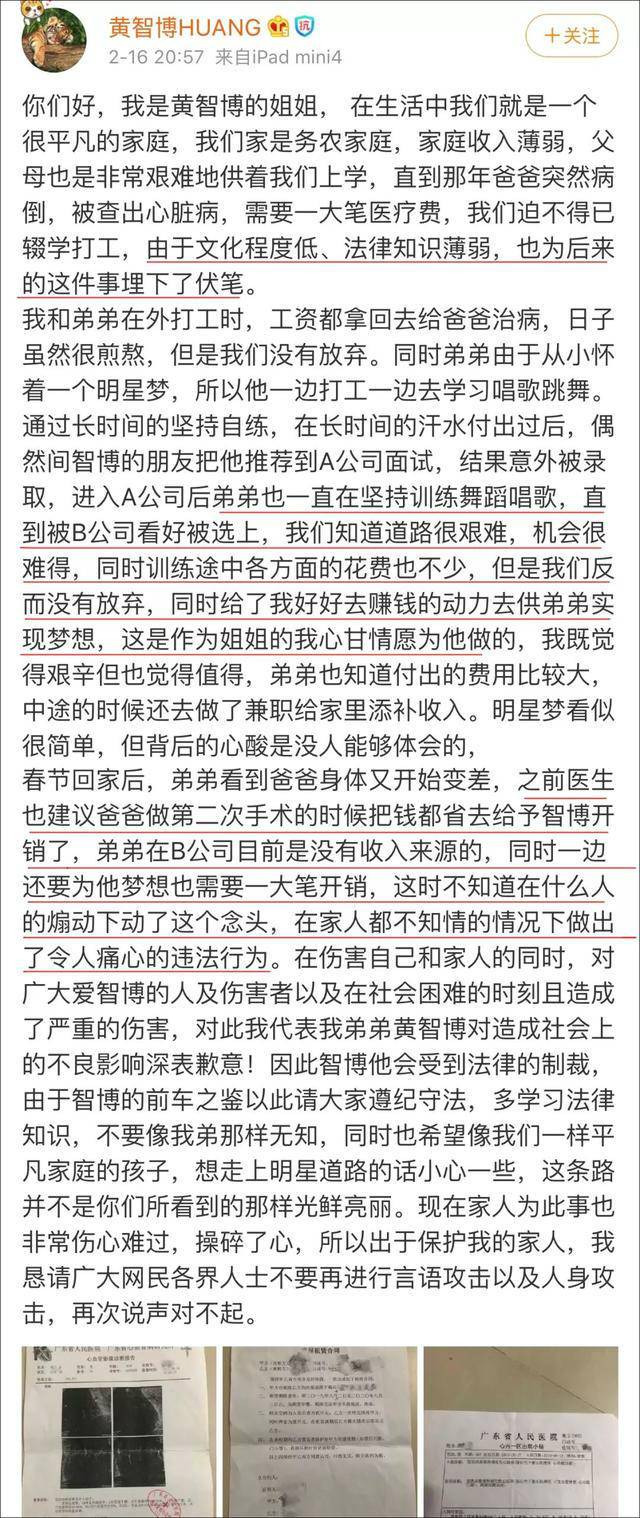 黄智博HUANG
抗
2-16 20:57 来自iPad mini4
+关注
你们好，我是黄智博的姐姐， 在生活中我们就是一个
很平凡的家庭，我们家是务农家庭，家庭收入薄弱，父
母也是非常艰难地供着我们上学，直到那年爸爸突然病
倒，被查出心脏病，需要一大笔医疗费，我们迫不得已
辍学打工，由于文化程度低、法律知识薄弱，也为后来
的这件事埋下了伏笔。
我和弟弟在外打工时，工资都拿回去给爸爸治病，日子
虽然很煎熬，但是我们没有放弃。同时弟弟由于从小怀
着一个明星梦，所以他一边打工一边去学习唱歌跳舞。
通过长时间的坚持自练，在长时间的汗水付出过后，偶
然间智博的朋友把他推荐到A公司面试，结果意外被录
取，进入A公司后弟弟也一直在坚持训练舞蹈唱歌，直
到被B公司看好被选上，我们知道道路很艰难，机会很
难得，同时训练途中各方面的花费也不少，但是我们反
而没有放弃，同时给了我好好去赚钱的动力去供弟弟实
现梦想，这是作为姐姐的我心甘情愿为他做的，我既觉
得艰辛但也觉得值得，弟弟也知道付出的费用比较大，
中途的时候还去做了兼职给家里添补收入。明星梦看似
很简单，但背后的心酸是没人能够体会的，
春节回家后，弟弟看到爸爸身体又开始变差，之前医生
也建议爸爸做第二次手术的时候把钱都省去给予智博开
销了，弟弟在B公司目前是没有收入来源的，同时一边
还要为他梦想也需要一大笔开销，这时不知道在什么人
的煽动下动了这个念头，在家人都不知情的情况下做出
了令人痛心的违法行为。在伤害自己和家人的同时，对
广大爱智博的人及伤害者以及在社会困难的时刻且造成
了严重的伤害，对此我代表我弟弟黄智博对造成社会上
的不良影响深表歉意！因此智博他会受到法律的制裁，
由于智博的前车之鉴以此请大家遵纪守法，多学习法律
知识，不要像我弟那样无知，同时也希望像我们一样平
凡家庭的孩子，想走上明星道路的话小心一些，这条路
并不是你们所看到的那样光鲜亮丽。现在家人为此事也
非常伤心难过，操碎了心，所以出于保护我的家人，我
恳请广大网民各界人士不要再进行言语攻击以及人身攻
击，再次说声对不起。
广东省人民医院
心血管影像诊断报告
租赁合同
广东省人民医院
心内一区出院小结